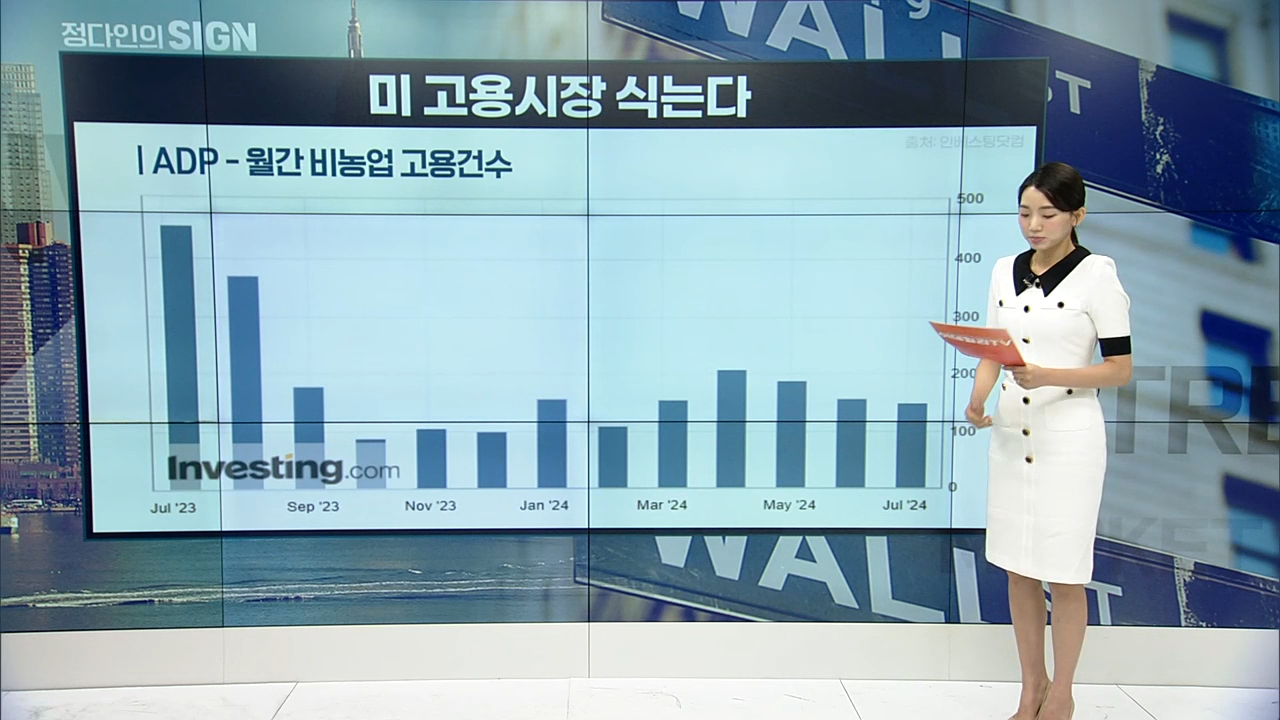 정다인의 SIGN
미 고용시장 식는다
출처: 인베스팅닷컴
| ADP - 월간 비농업 고용건수
500
400
300
200
100
0
Investing.com
Jul '23
Sep '23
Nov '23
Jan '24
Mar '24
May '24
Jul '24
WALL
ST
WALL
ST